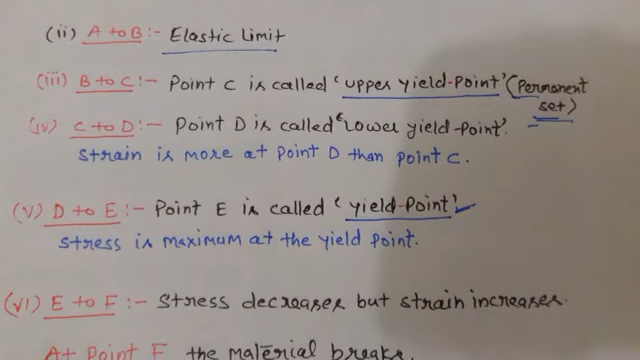 (ii) A to B :- Elastic Limit
(iii) B to C :- Point C is called 'upper yield-Point' (Permanent set)
(iv) C to D :- Point D is called 'Lower yield-Point'.
Strain is more at Point D than Point C.
(v) D to E :- Point E is called 'yield-Point'
Stress is maximum at the yield Point.
(vi) E to F :- Stress decreases but strain increases.
At Point F the material breaks.